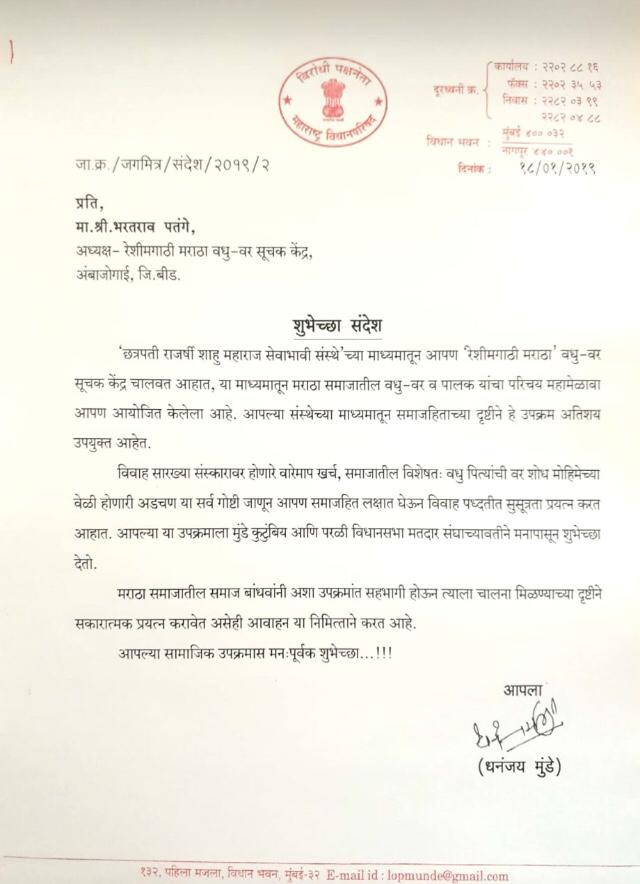 विरोधी पक्षनेता
महाराष्ट्र विधानपरिषद
दूरध्वनी क्र.
कार्यालय : २२०२ ८८ १६
फॅक्स : २२०२ ३५ ५३
निवास : २२८२ ०३ ९९
२२८२ ०४ ८८
विधान भवन : मुंबई ४०० ०३२
नागपूर ४४० ००१
जा.क्र./जगमित्र/संदेश/२०१९/२
दिनांक : १८/०१/२०१९
प्रति,
मा.श्री.भरतराव पतंगे,
अध्यक्ष- रेशीमगाठी मराठा वधु-वर सूचक केंद्र,
अंबाजोगाई, जि.बीड.
शुभेच्छा संदेश
'छत्रपती राजर्षी शाहु महाराज सेवाभावी संस्थे'च्या माध्यमातून आपण 'रेशीमगाठी मराठा' वधु-वर
सूचक केंद्र चालवत आहात, या माध्यमातून मराठा समाजातील वधु-वर व पालक यांचा परिचय महामेळावा
आपण आयोजित केलेला आहे. आपल्या संस्थेच्या माध्यमातून समाजहिताच्या दृष्टीने हे उपक्रम अतिशय
उपयुक्त आहेत.
विवाह सारख्या संस्कारावर होणारे वारेमाप खर्च, समाजातील विशेषतः वधु पित्यांची वर शोध मोहिमेच्या
वेळी होणारी अडचण या सर्व गोष्टी जाणून आपण समाजहित लक्षात घेऊन विवाह पध्दतीत सुसूत्रता प्रयत्न करत
आहात. आपल्या या उपक्रमाला मुंडे कुटुंबिय आणि परळी विधानसभा मतदार संघाच्यावतीने मनापासून शुभेच्छा
देतो.
मराठा समाजातील समाज बांधवांनी अशा उपक्रमांत सहभागी होऊन त्याला चालना मिळण्याच्या दृष्टीने
सकारात्मक प्रयत्न करावेत असेही आवाहन या निमित्ताने करत आहे.
आपल्या सामाजिक उपक्रमास मनःपूर्वक शुभेच्छा...!!!
आपला
(धनंजय मुंडे)
१३२, पहिला मजला, विधान भवन, मुंबई-३२ E-mail id : lopmunde@gmail.com